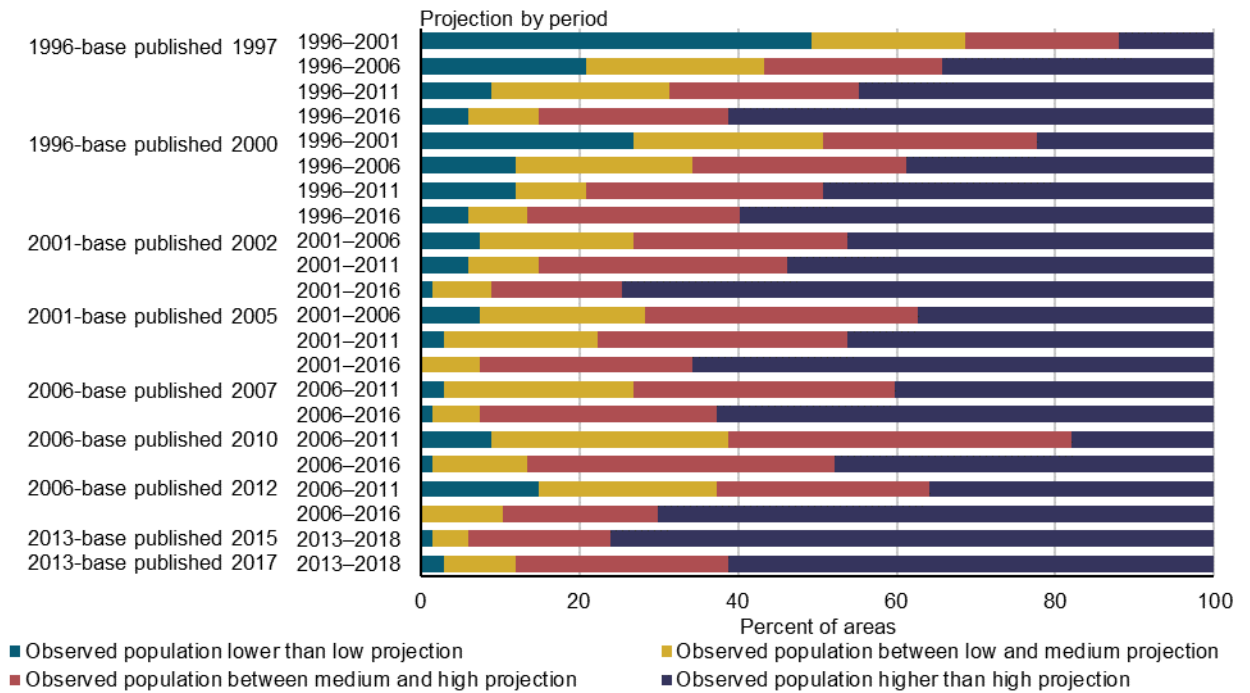 Projection by period
1996-base published 1997 1996–2001
1996–2006
1996–2011
1996–2016
1996-base published 2000 1996–2001
1996–2006
1996–2011
1996–2016
2001-base published 2002 2001–2006
2001–2011
2001–2016
2001-base published 2005 2001–2006
2001–2011
2001–2016
2006-base published 2007 2006–2011
2006–2016
2006-base published 2010 2006–2011
2006–2016
2006-base published 2012 2006–2011
2006–2016
2013-base published 2015 2013–2018
2013-base published 2017 2013–2018
0 20 40 60 80 100
Percent of areas
Observed population lower than low projection Observed population between low and medium projection
Observed population between medium and high projection Observed population higher than high projection